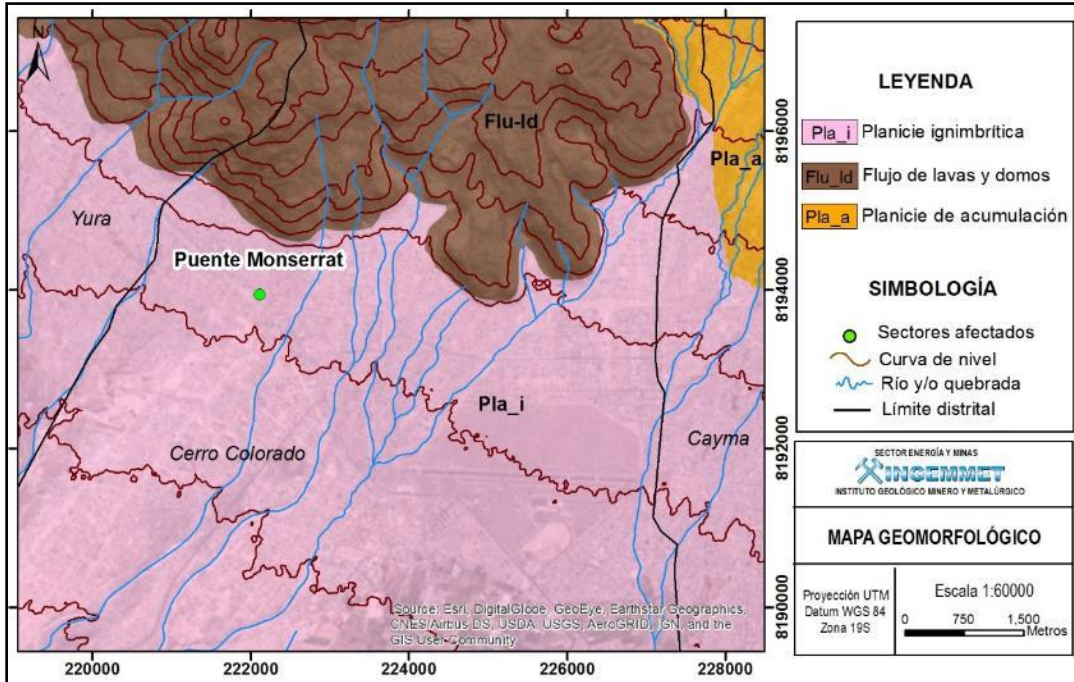 N
Flu-ld
Pla_a
Yura
Puente Monserrat
Pla_i
Cerro Colorado
Cayma
Source: Esri, DigitalGlobe, GeoEye, Earthstar Geographics,
CNES/Airbus DS, USDA, USGS, AeroGRID, IGN, and the
GIS User Community
8196000
8194000
8192000
8190000
220000
222000
224000
226000
228000
LEYENDA
Pla_i Planicie ignimbrítica
Flu_ld Flujo de lavas y domos
Pla_a Planicie de acumulación
SIMBOLOGÍA
Sectores afectados
Curva de nivel
Río y/o quebrada
Límite distrital
SECTOR ENERGÍA Y MINAS
INGEMMET
INSTITUTO GEOLÓGICO MINERO Y METALÚRGICO
MAPA GEOMORFOLÓGICO
Proyección UTM
Datum WGS 84
Zona 19S
Escala 1:60000
0 750 1,500
Metros